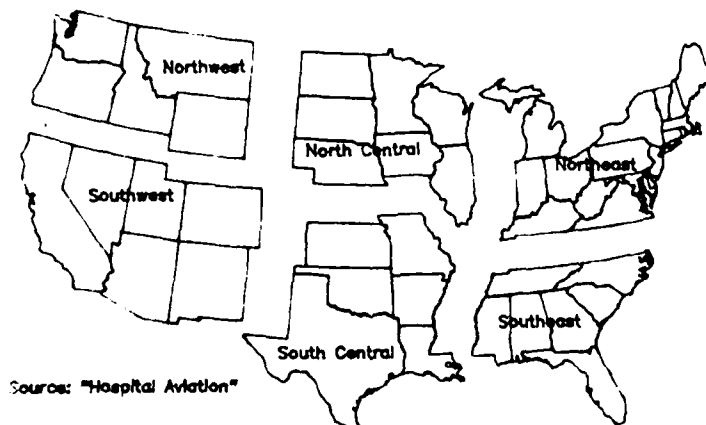 Northwest
North Central
Northeast
Southwest
Southeast
South Central
Source: "Hospital Aviation"